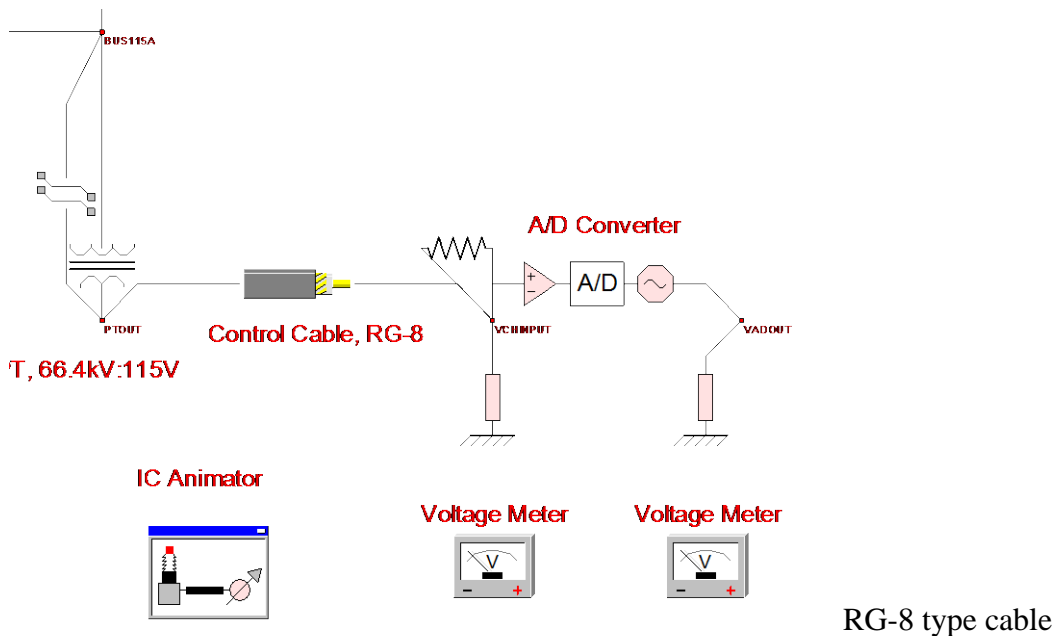 BUS115A
A/D Converter
+
−
A/D
PTOUT
VCHINPUT
VADOUT
Control Cable, RG-8
T, 66.4kV:115V
IC Animator
Voltage Meter
Voltage Meter
V
V
− +
− +
RG-8 type cable